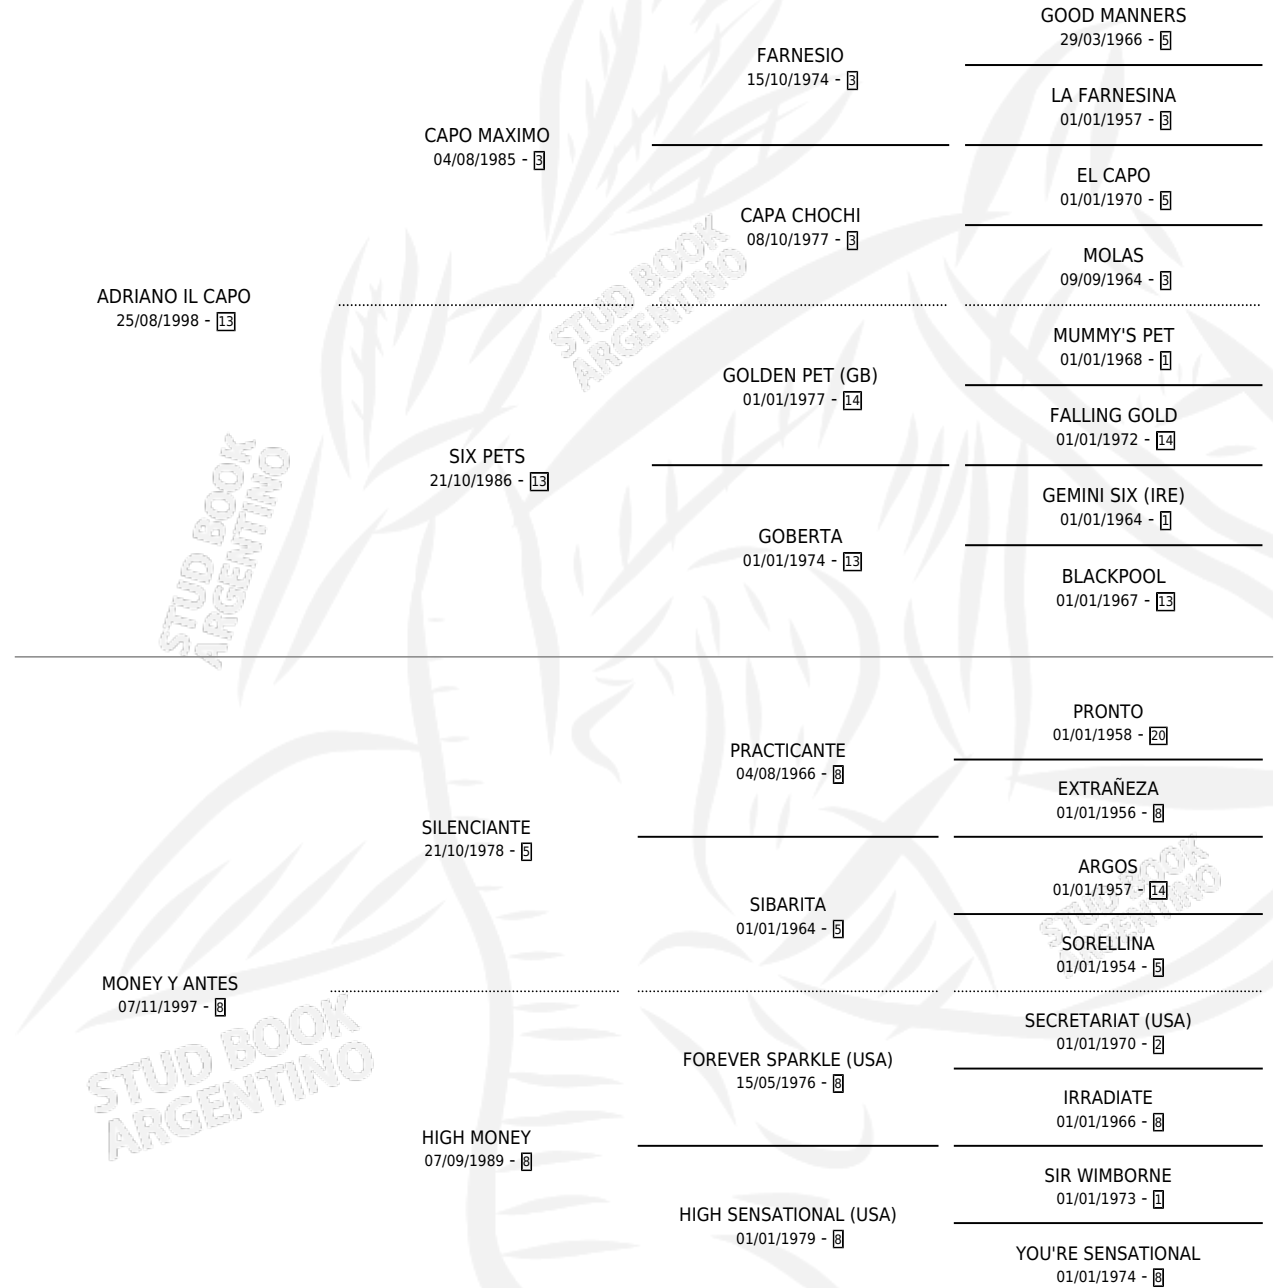 GOOD MANNERS
29/03/1966 - 5
FARNESIO
15/10/1974 - 3
LA FARNESINA
01/01/1957 - 3
CAPO MAXIMO
04/08/1985 - 3
EL CAPO
01/01/1970 - 5
CAPA CHOCHI
08/10/1977 - 3
MOLAS
09/09/1964 - 3
ADRIANO IL CAPO
25/08/1998 - 13
MUMMY'S PET
01/01/1968 - 1
GOLDEN PET (GB)
01/01/1977 - 14
FALLING GOLD
01/01/1972 - 14
SIX PETS
21/10/1986 - 13
GEMINI SIX (IRE)
01/01/1964 - 1
GOBERTA
01/01/1974 - 13
BLACKPOOL
01/01/1967 - 13
PRONTO
01/01/1958 - 20
PRACTICANTE
04/08/1966 - 8
EXTRAÑEZA
01/01/1956 - 8
SILENCIANTE
21/10/1978 - 5
ARGOS
01/01/1957 - 14
SIBARITA
01/01/1964 - 5
SORELLINA
01/01/1954 - 5
MONEY Y ANTES
07/11/1997 - 8
SECRETARIAT (USA)
01/01/1970 - 2
FOREVER SPARKLE (USA)
15/05/1976 - 8
IRRADIATE
01/01/1966 - 8
HIGH MONEY
07/09/1989 - 8
SIR WIMBORNE
01/01/1973 - 1
HIGH SENSATIONAL (USA)
01/01/1979 - 8
YOU'RE SENSATIONAL
01/01/1974 - 8
STUD BOOK
ARGENTINO
STUD BOOK
ARGENTINO
STUD BOOK
ARGENTINO
STUD BOOK
ARGENTINO